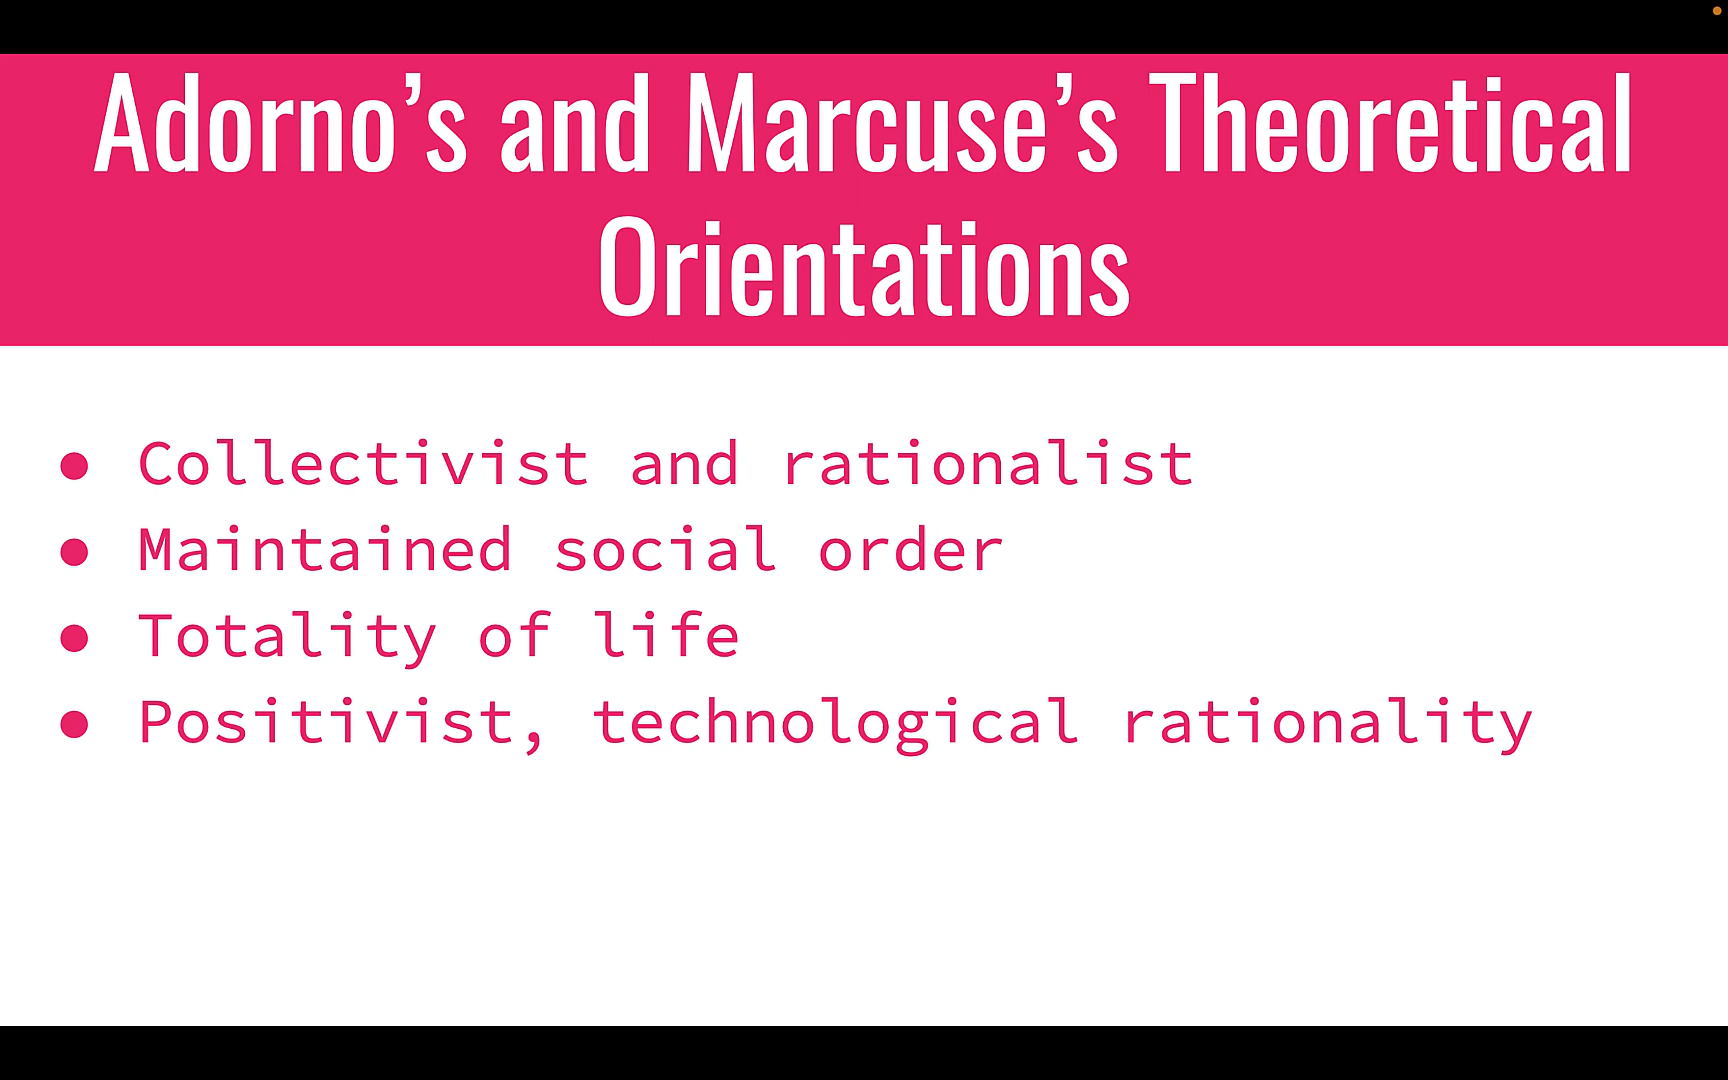 Adorno’s and Marcuse’s Theoretical
Orientations
● Collectivist and rationalist
● Maintained social order
● Totality of life
● Positivist, technological rationality